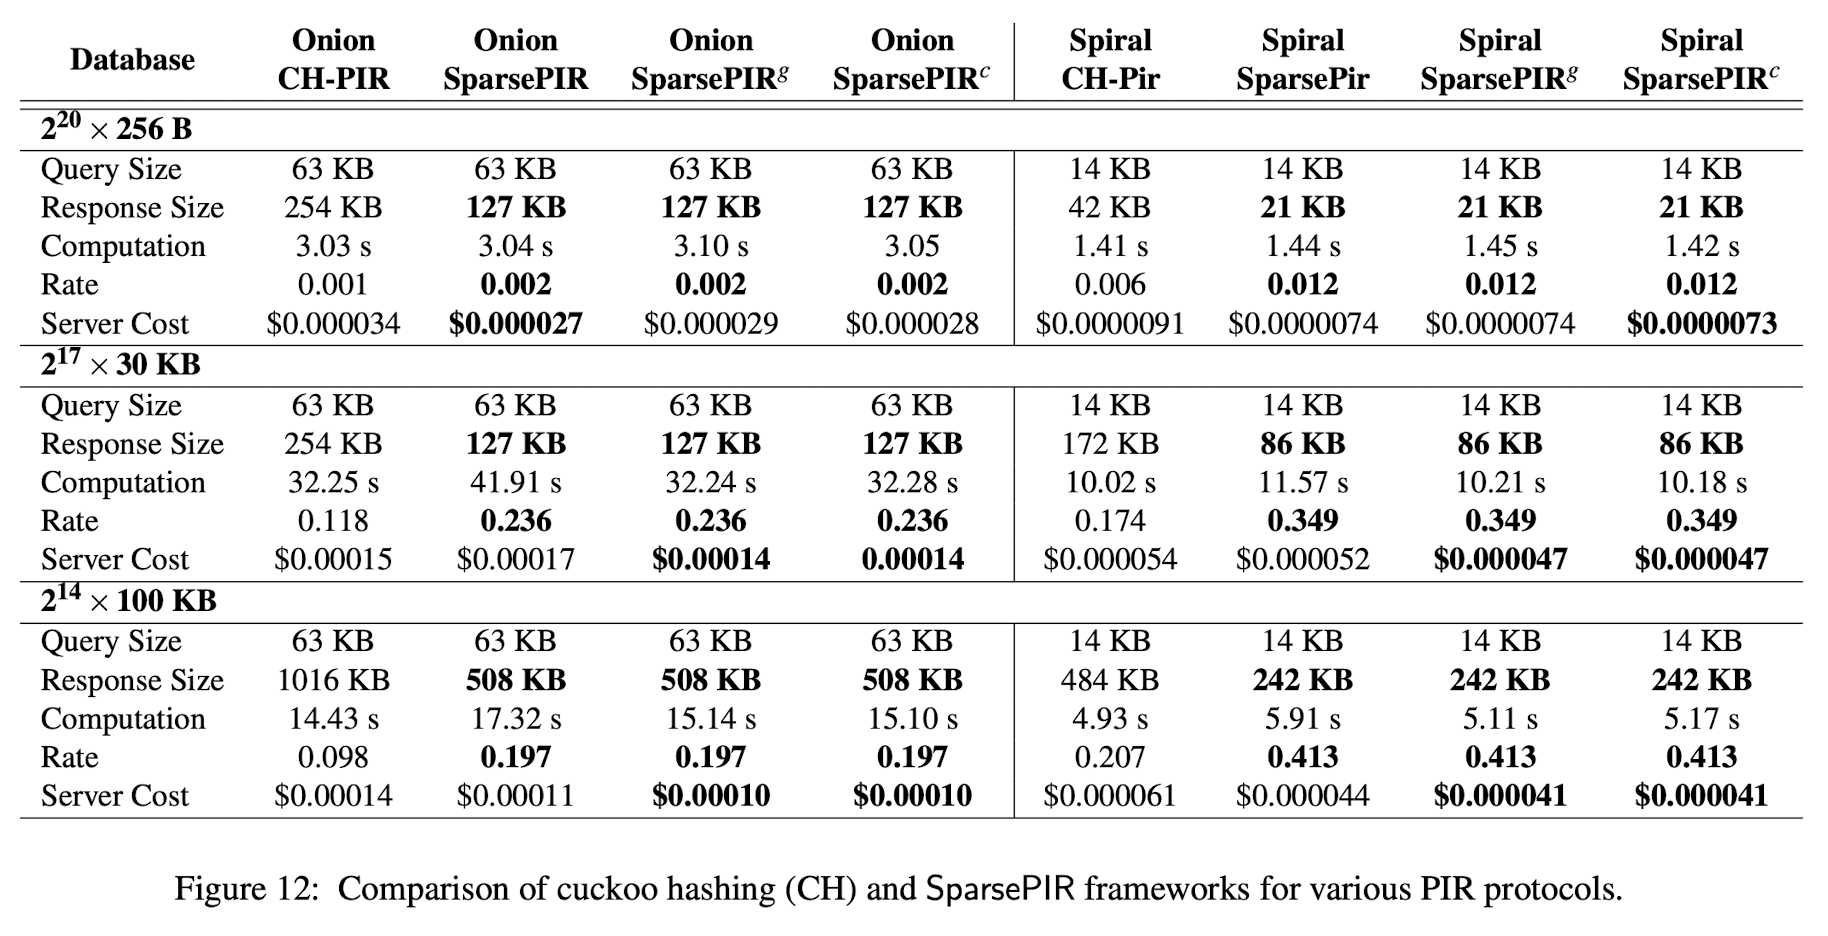 Database Onion CH-PIR Onion SparsePIR Onion SparsePIR^g Onion SparsePIR^c Spiral CH-Pir Spiral SparsePir Spiral SparsePIR^g Spiral SparsePIR^c
2^20 × 256 B
Query Size 63 KB 63 KB 63 KB 63 KB 14 KB 14 KB 14 KB 14 KB
Response Size 254 KB 127 KB 127 KB 127 KB 42 KB 21 KB 21 KB 21 KB
Computation 3.03 s 3.04 s 3.10 s 3.05 1.41 s 1.44 s 1.45 s 1.42 s
Rate 0.001 0.002 0.002 0.002 0.006 0.012 0.012 0.012
Server Cost $0.000034 $0.000027 $0.000029 $0.000028 $0.0000091 $0.0000074 $0.0000074 $0.0000073
2^17 × 30 KB
Query Size 63 KB 63 KB 63 KB 63 KB 14 KB 14 KB 14 KB 14 KB
Response Size 254 KB 127 KB 127 KB 127 KB 172 KB 86 KB 86 KB 86 KB
Computation 32.25 s 41.91 s 32.24 s 32.28 s 10.02 s 11.57 s 10.21 s 10.18 s
Rate 0.118 0.236 0.236 0.236 0.174 0.349 0.349 0.349
Server Cost $0.00015 $0.00017 $0.00014 0.00014 $0.000054 $0.000052 $0.000047 $0.000047
2^14 × 100 KB
Query Size 63 KB 63 KB 63 KB 63 KB 14 KB 14 KB 14 KB 14 KB
Response Size 1016 KB 508 KB 508 KB 508 KB 484 KB 242 KB 242 KB 242 KB
Computation 14.43 s 17.32 s 15.14 s 15.10 s 4.93 s 5.91 s 5.11 s 5.17 s
Rate 0.098 0.197 0.197 0.197 0.207 0.413 0.413 0.413
Server Cost $0.00014 $0.00011 $0.00010 $0.00010 $0.000061 $0.000044 $0.000041 $0.000041
Figure 12: Comparison of cuckoo hashing (CH) and SparsePIR frameworks for various PIR protocols.